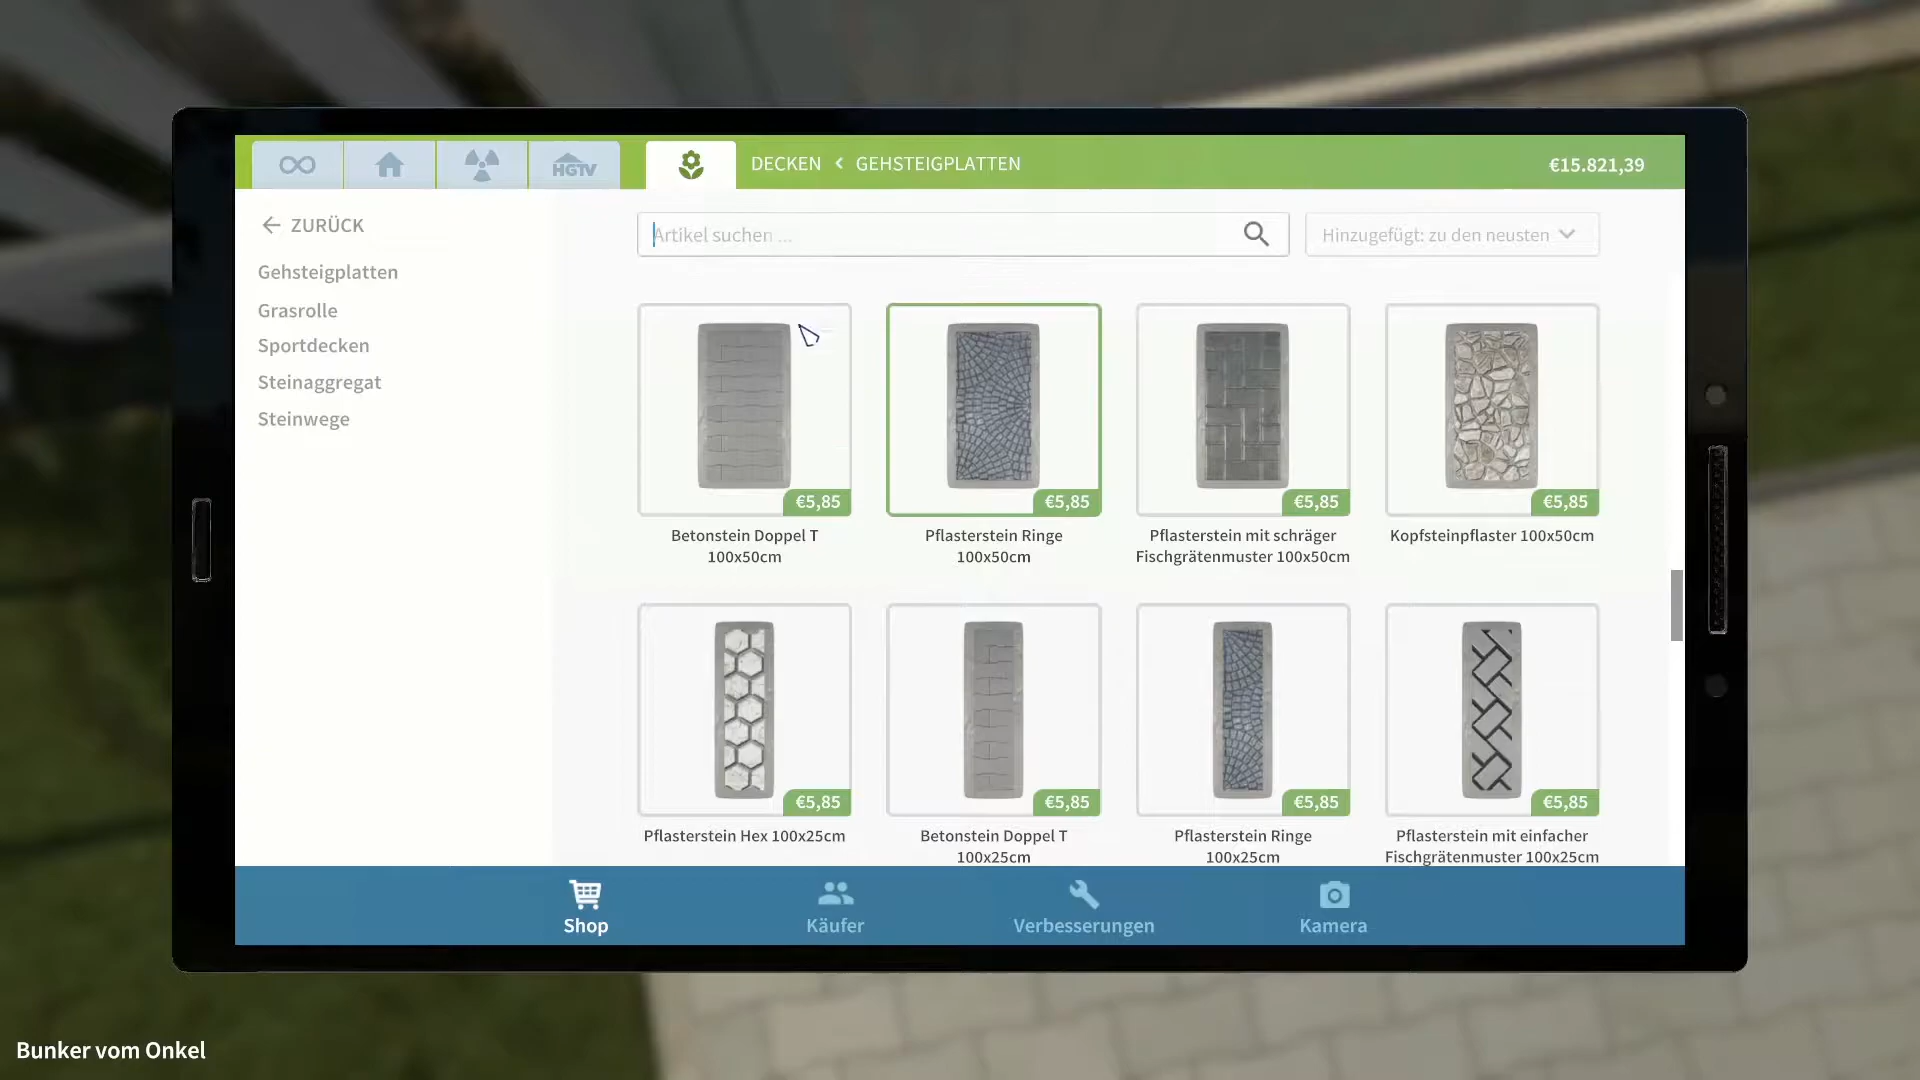 HGTV
DECKEN < GEHSTEIGPLATTEN
€15.821,39
ZURÜCK
Gehsteigplatten
Grasrolle
Sportdecken
Steinaggregat
Steinwege
Artikel suchen ...
Hinzugefügt: zu den neusten
€5,85
€5,85
€5,85
€5,85
Betonstein Doppel T
100x50cm
Pflasterstein Ringe
100x50cm
Pflasterstein mit schräger
Fischgrätenmuster 100x50cm
Kopfsteinpflaster 100x50cm
€5,85
€5,85
€5,85
€5,85
Pflasterstein Hex 100x25cm
Betonstein Doppel T
100x25cm
Pflasterstein Ringe
100x25cm
Pflasterstein mit einfacher
Fischgrätenmuster 100x25cm
Shop
Käufer
Verbesserungen
Kamera
Bunker vom Onkel